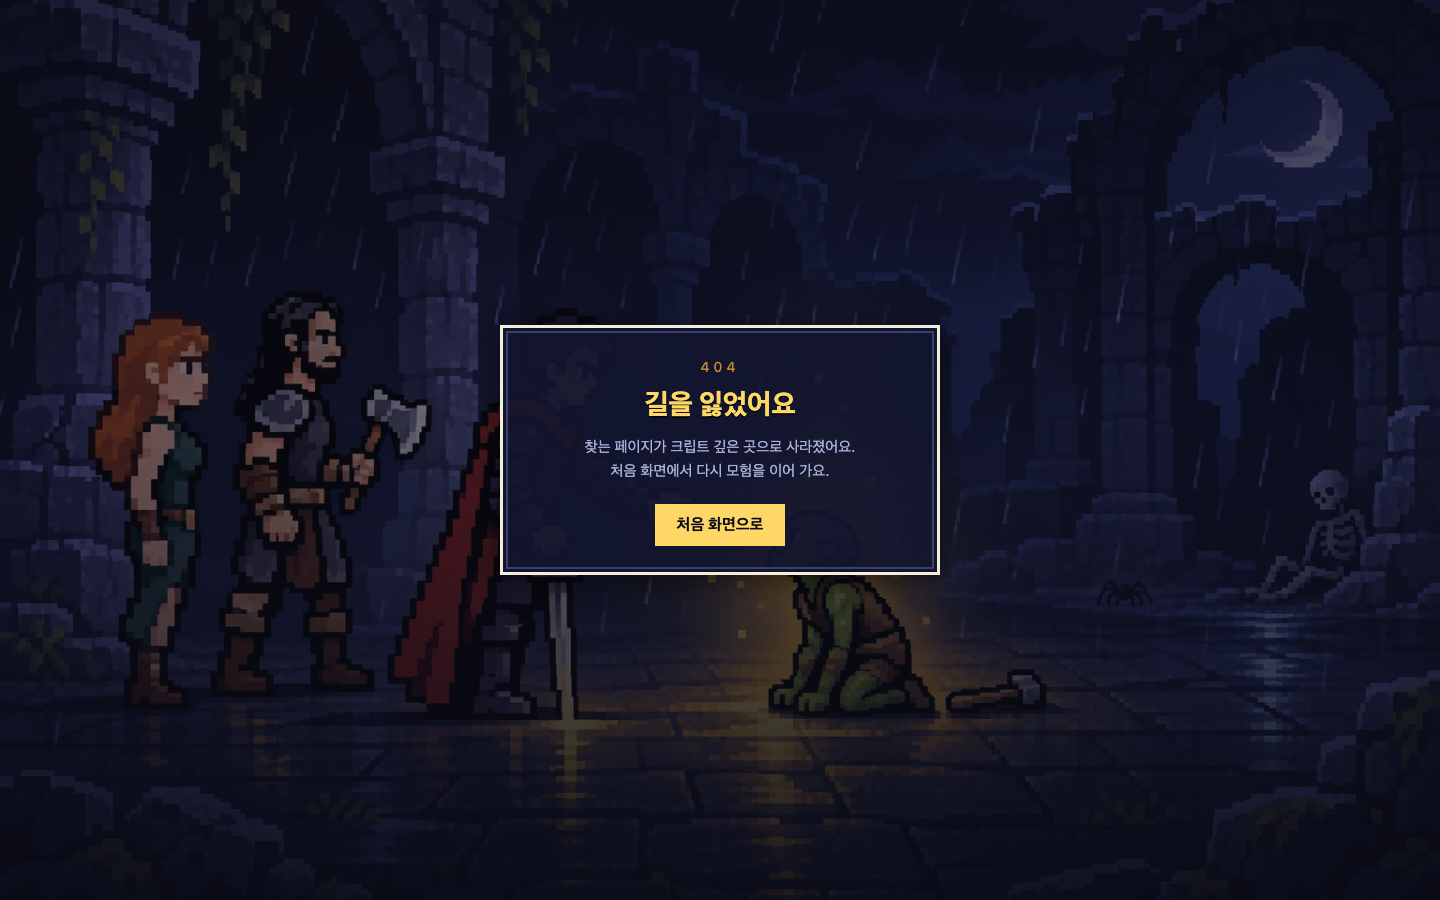 404
길을 잃었어요
찾는 페이지가 크립트 깊은 곳으로 사라졌어요.
처음 화면에서 다시 모험을 이어 가요.
처음 화면으로